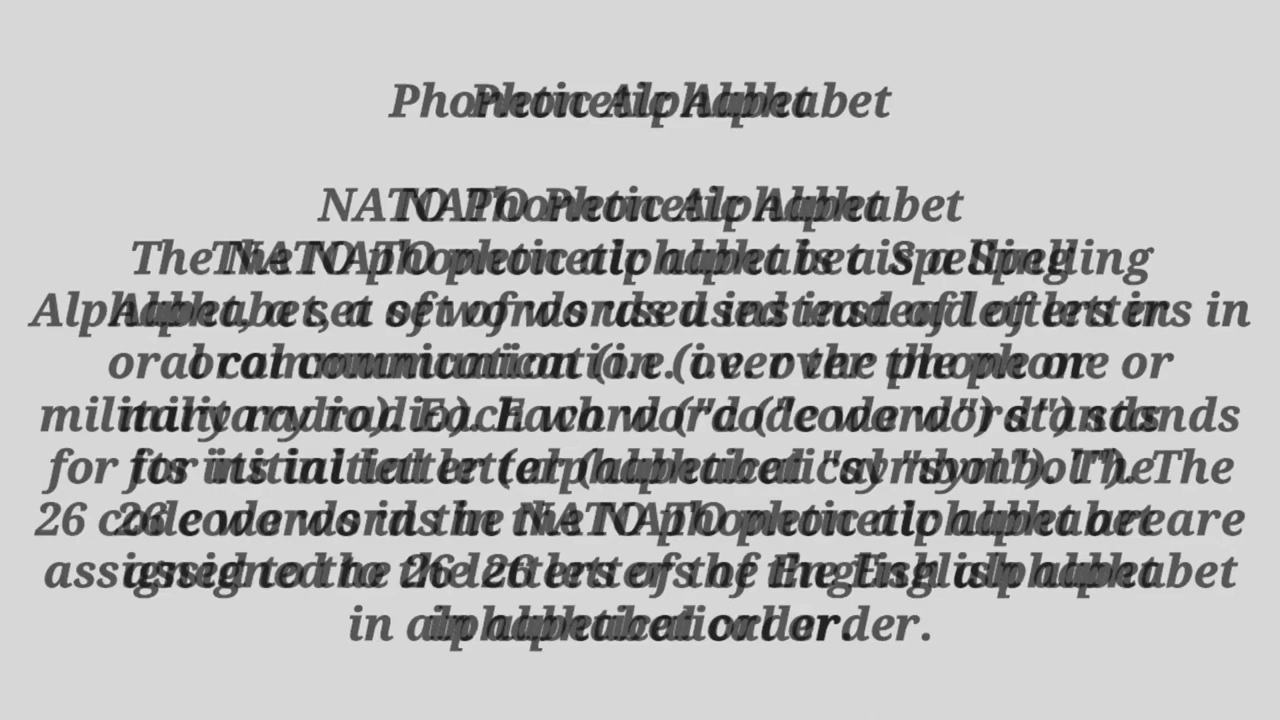 Phonetic Alphabet
NATO Phonetic Alphabet
The NATO phonetic alphabet is a Spelling
Alphabet, a set of words used instead of letters in
oral communication (i.e. over the phone or
military radio). Each word ("code word") stands
for its initial letter (alphabetical "symbol"). The
26 code words in the NATO phonetic alphabet are
assigned to the 26 letters of the English alphabet
in alphabetical order.